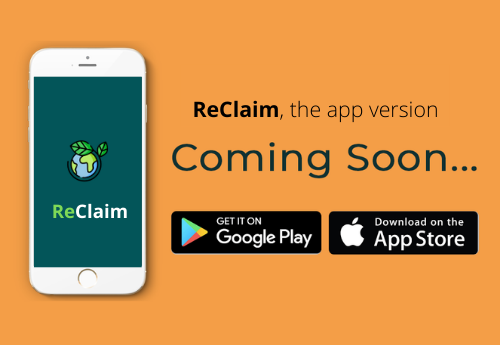 ReClaim, the app version
Coming Soon...
ReClaim
GET IT ON
Google Play
Download on the
App Store